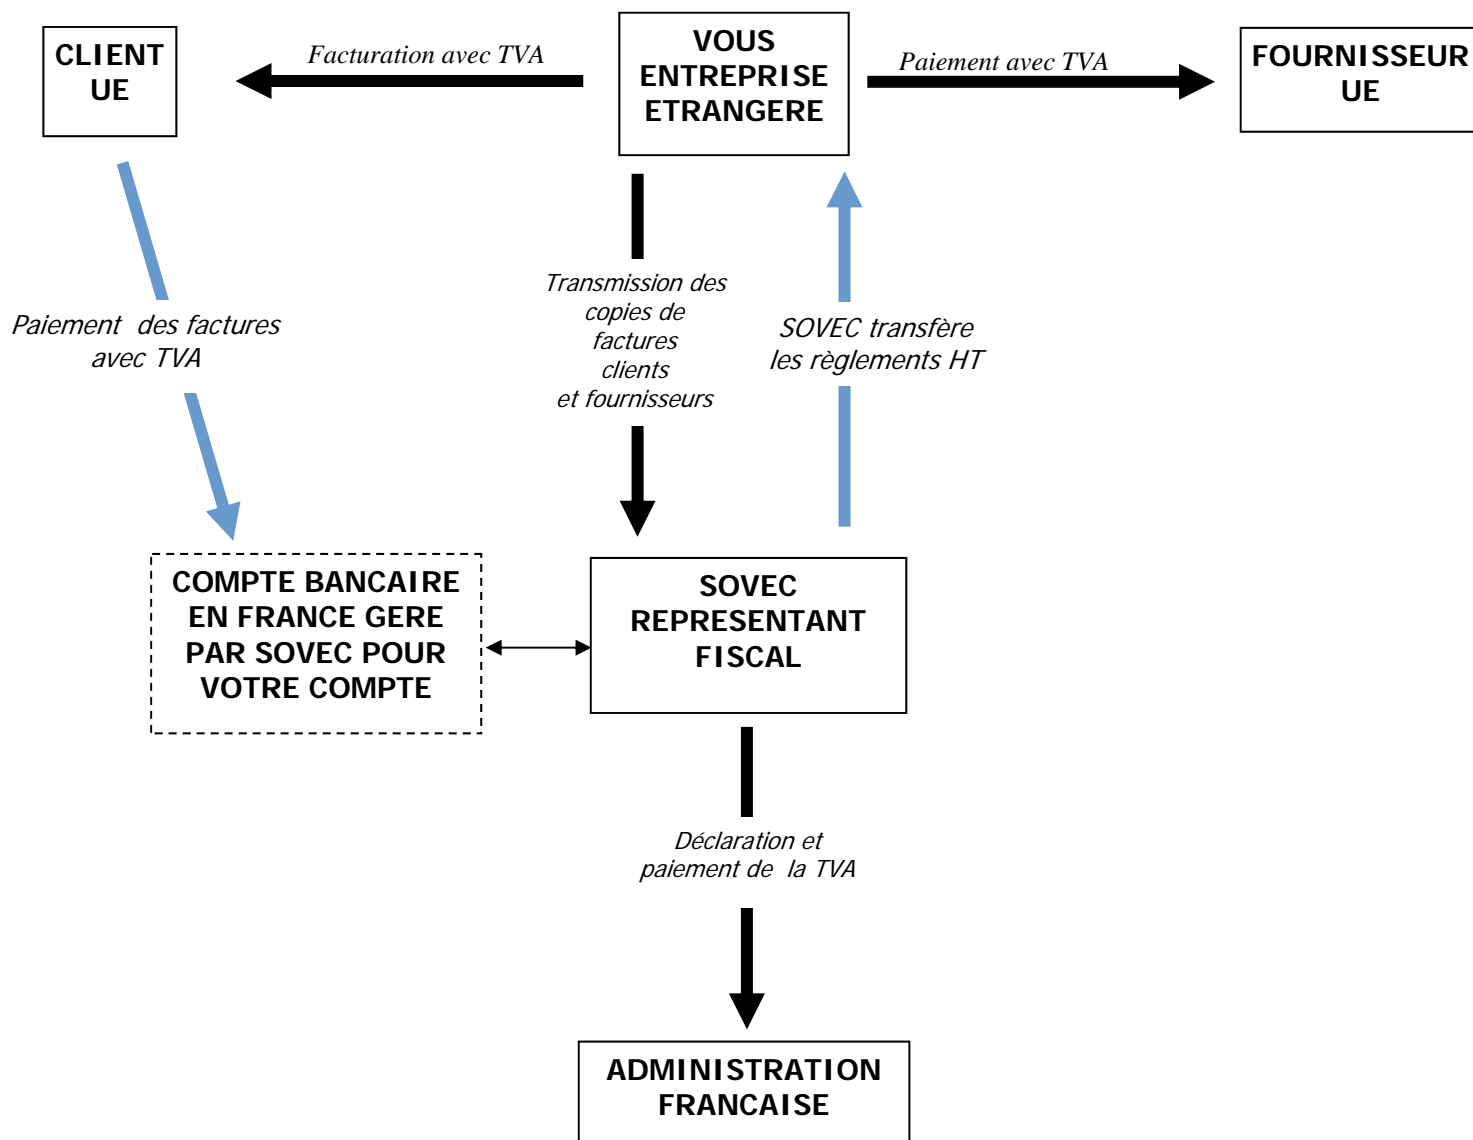 CLIENT
UE
Facturation avec TVA
VOUS
ENTREPRISE
ETRANGERE
Paiement avec TVA
FOURNISSEUR
UE
Paiement des factures
avec TVA
Transmission des
copies de
factures
clients
et fournisseurs
SOVEC transfère
les règlements HT
COMPTE BANCAIRE
EN FRANCE GERE
PAR SOVEC POUR
VOTRE COMPTE
SOVEC
REPRESENTANT
FISCAL
Déclaration et
paiement de la TVA
ADMINISTRATION
FRANCAISE